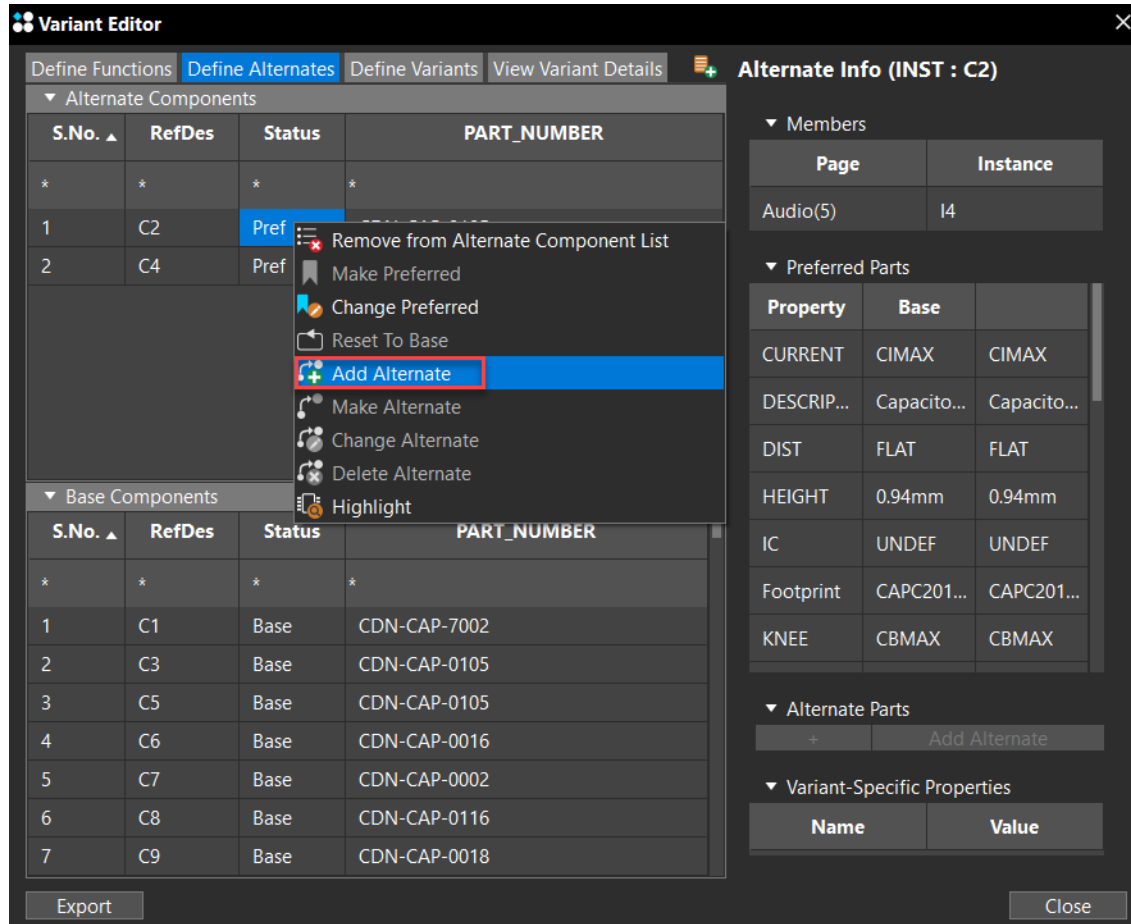 Variant Editor
Define Functions Define Alternates Define Variants View Variant Details
Alternate Components
S.No. RefDes Status PART_NUMBER
* * * *
1 C2 Pref
2 C4 Pref
Remove from Alternate Component List
Make Preferred
Change Preferred
Reset To Base
Add Alternate
Make Alternate
Change Alternate
Delete Alternate
Highlight
Base Components
S.No. RefDes Status PART_NUMBER
* * * *
1 C1 Base CDN-CAP-7002
2 C3 Base CDN-CAP-0105
3 C5 Base CDN-CAP-0105
4 C6 Base CDN-CAP-0016
5 C7 Base CDN-CAP-0002
6 C8 Base CDN-CAP-0116
7 C9 Base CDN-CAP-0018
Export
Alternate Info (INST : C2)
Members
Page Instance
Audio(5) I4
Preferred Parts
Property Base
CURRENT CIMAX CIMAX
DESCRIP... Capacito... Capacito...
DIST FLAT FLAT
HEIGHT 0.94mm 0.94mm
IC UNDEF UNDEF
Footprint CAPC201... CAPC201...
KNEE CBMAX CBMAX
Alternate Parts
+ Add Alternate
Variant-Specific Properties
Name Value
Close